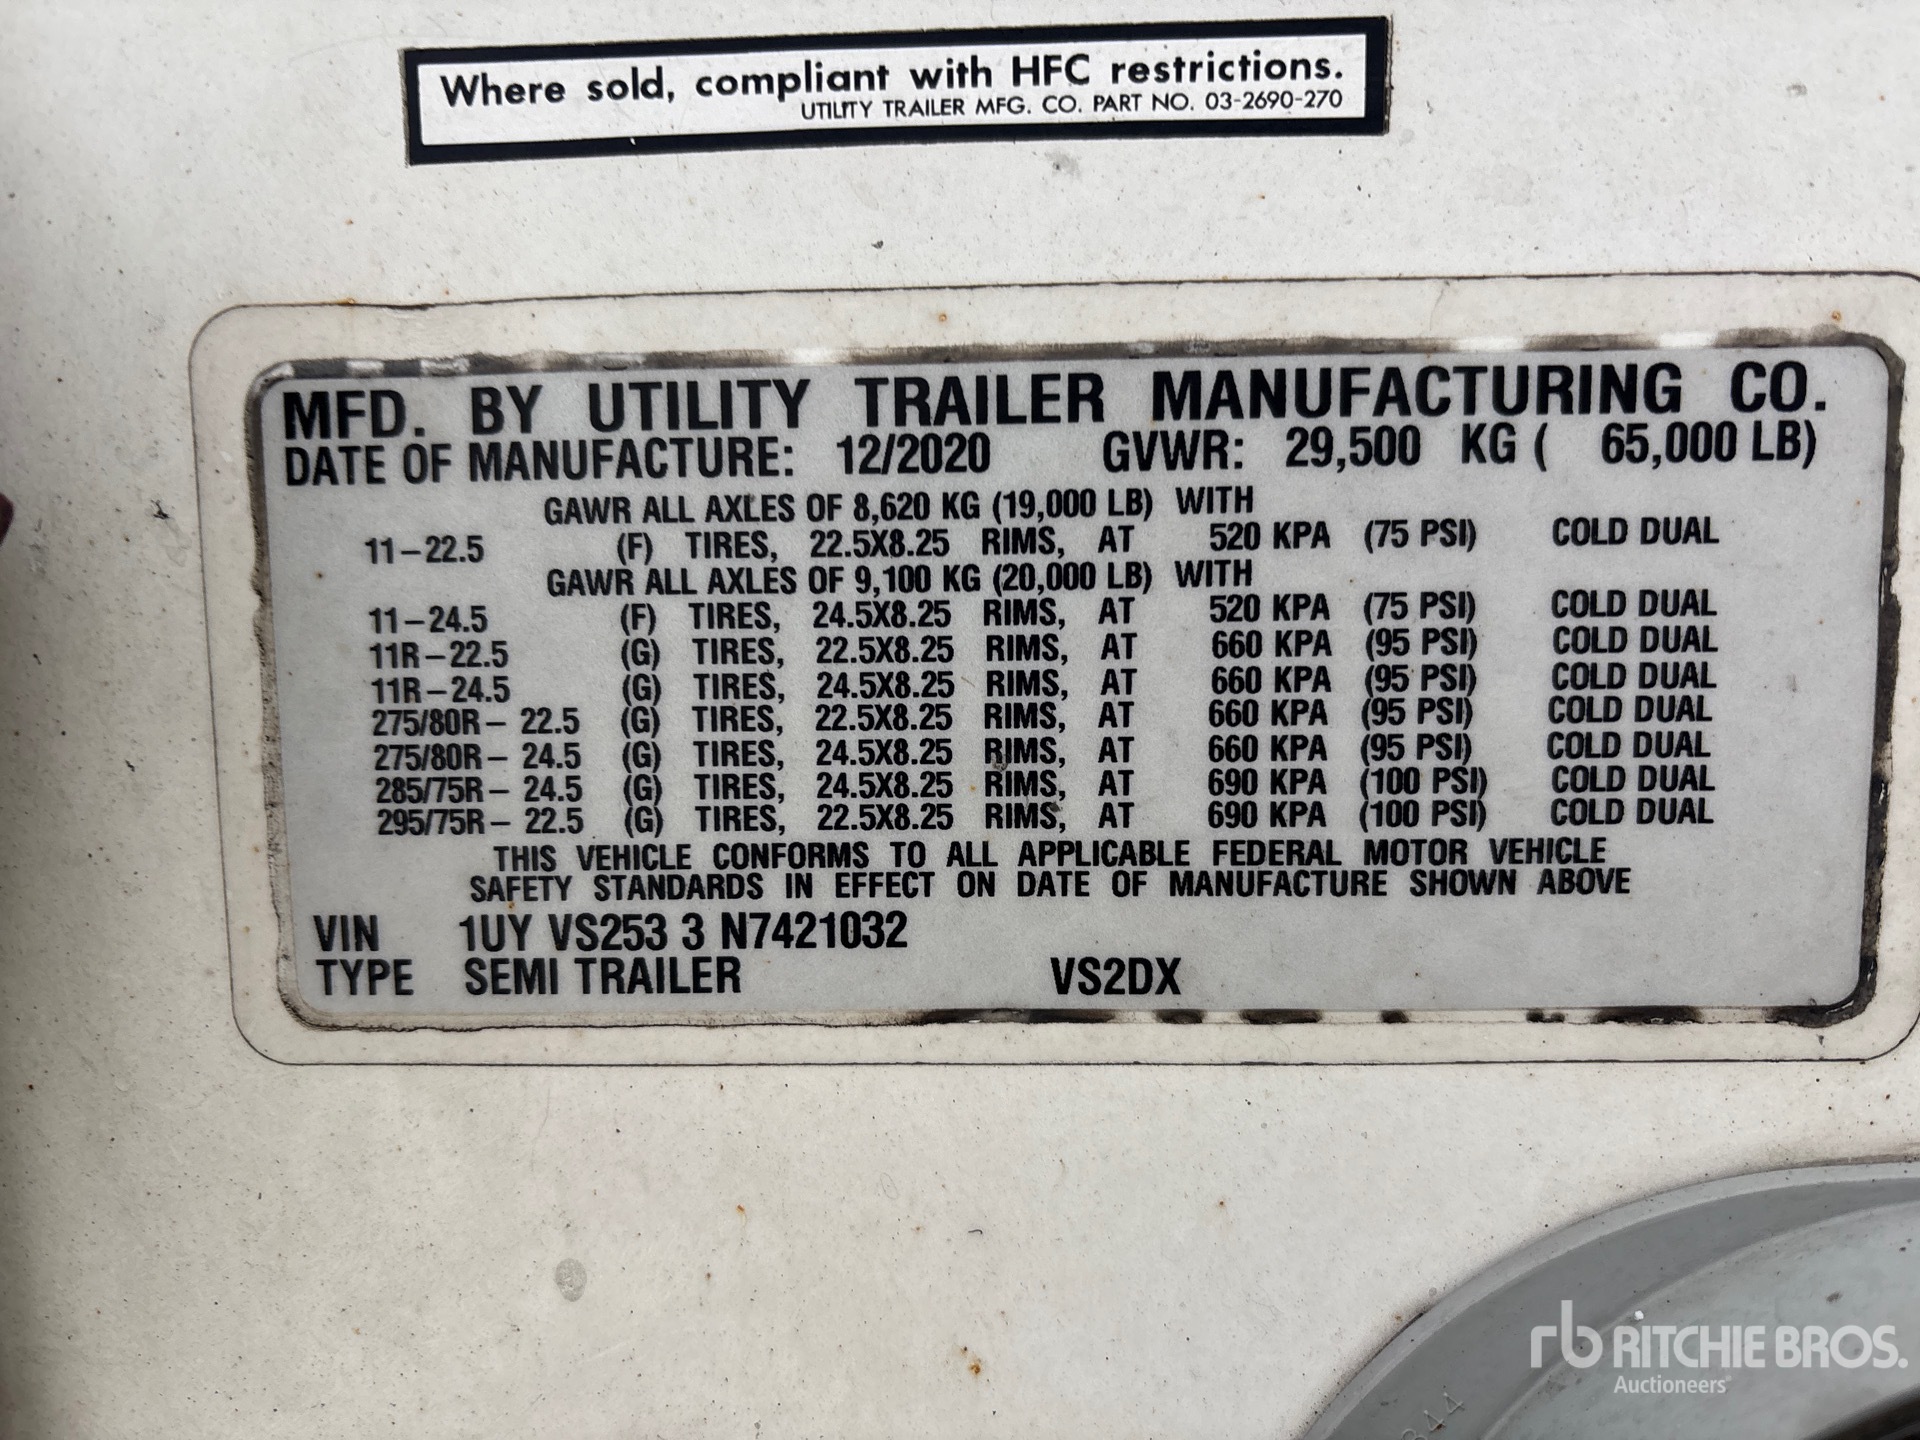 Where sold, compliant with HFC restrictions.
UTILITY TRAILER MFG. CO. PART NO. 03-2690-270
MFD. BY UTILITY TRAILER MANUFACTURING CO.
DATE OF MANUFACTURE: 12/2020 GVWR: 29,500 KG ( 65,000 LB)
GAWR ALL AXLES OF 8,620 KG (19,000 LB) WITH
11-22.5 (F) TIRES, 22.5X8.25 RIMS, AT 520 KPA (75 PSI) COLD DUAL
GAWR ALL AXLES OF 9,100 KG (20,000 LB) WITH
11-24.5 (F) TIRES, 24.5X8.25 RIMS, AT 520 KPA (75 PSI) COLD DUAL
11R-22.5 (G) TIRES, 22.5X8.25 RIMS, AT 660 KPA (95 PSI) COLD DUAL
11R-24.5 (G) TIRES, 24.5X8.25 RIMS, AT 660 KPA (95 PSI) COLD DUAL
275/80R- 22.5 (G) TIRES, 22.5X8.25 RIMS, AT 660 KPA (95 PSI) COLD DUAL
275/80R- 24.5 (G) TIRES, 24.5X8.25 RIMS, AT 660 KPA (95 PSI) COLD DUAL
285/75R- 24.5 (G) TIRES, 24.5X8.25 RIMS, AT 690 KPA (100 PSI) COLD DUAL
295/75R- 22.5 (G) TIRES, 22.5X8.25 RIMS, AT 690 KPA (100 PSI) COLD DUAL
THIS VEHICLE CONFORMS TO ALL APPLICABLE FEDERAL MOTOR VEHICLE
SAFETY STANDARDS IN EFFECT ON DATE OF MANUFACTURE SHOWN ABOVE
VIN 1UY VS253 3 N7421032
TYPE SEMI TRAILER VS2DX
rb RITCHIE BROS.
Auctioneers